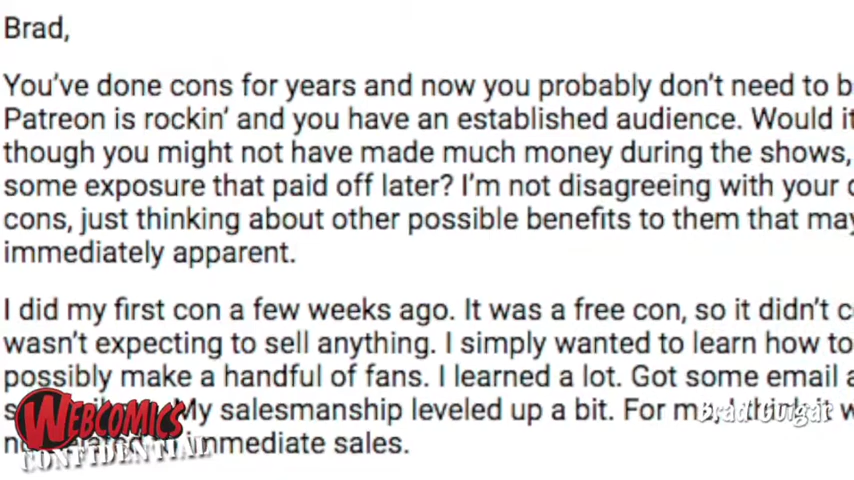 Brad,
You've done cons for years and now you probably don't need to b
Patreon is rockin' and you have an established audience. Would it
though you might not have made much money during the shows,
some exposure that paid off later? I'm not disagreeing with your
cons, just thinking about other possible benefits to them that may
immediately apparent.
I did my first con a few weeks ago. It was a free con, so it didn't c
wasn't expecting to sell anything. I simply wanted to learn how to
possibly make a handful of fans. I learned a lot. Got some email a
My salesmanship leveled up a bit. For me, I think it w
immediate sales.
WEBCOMICS
CONFIDENTIAL
Brad Guigar